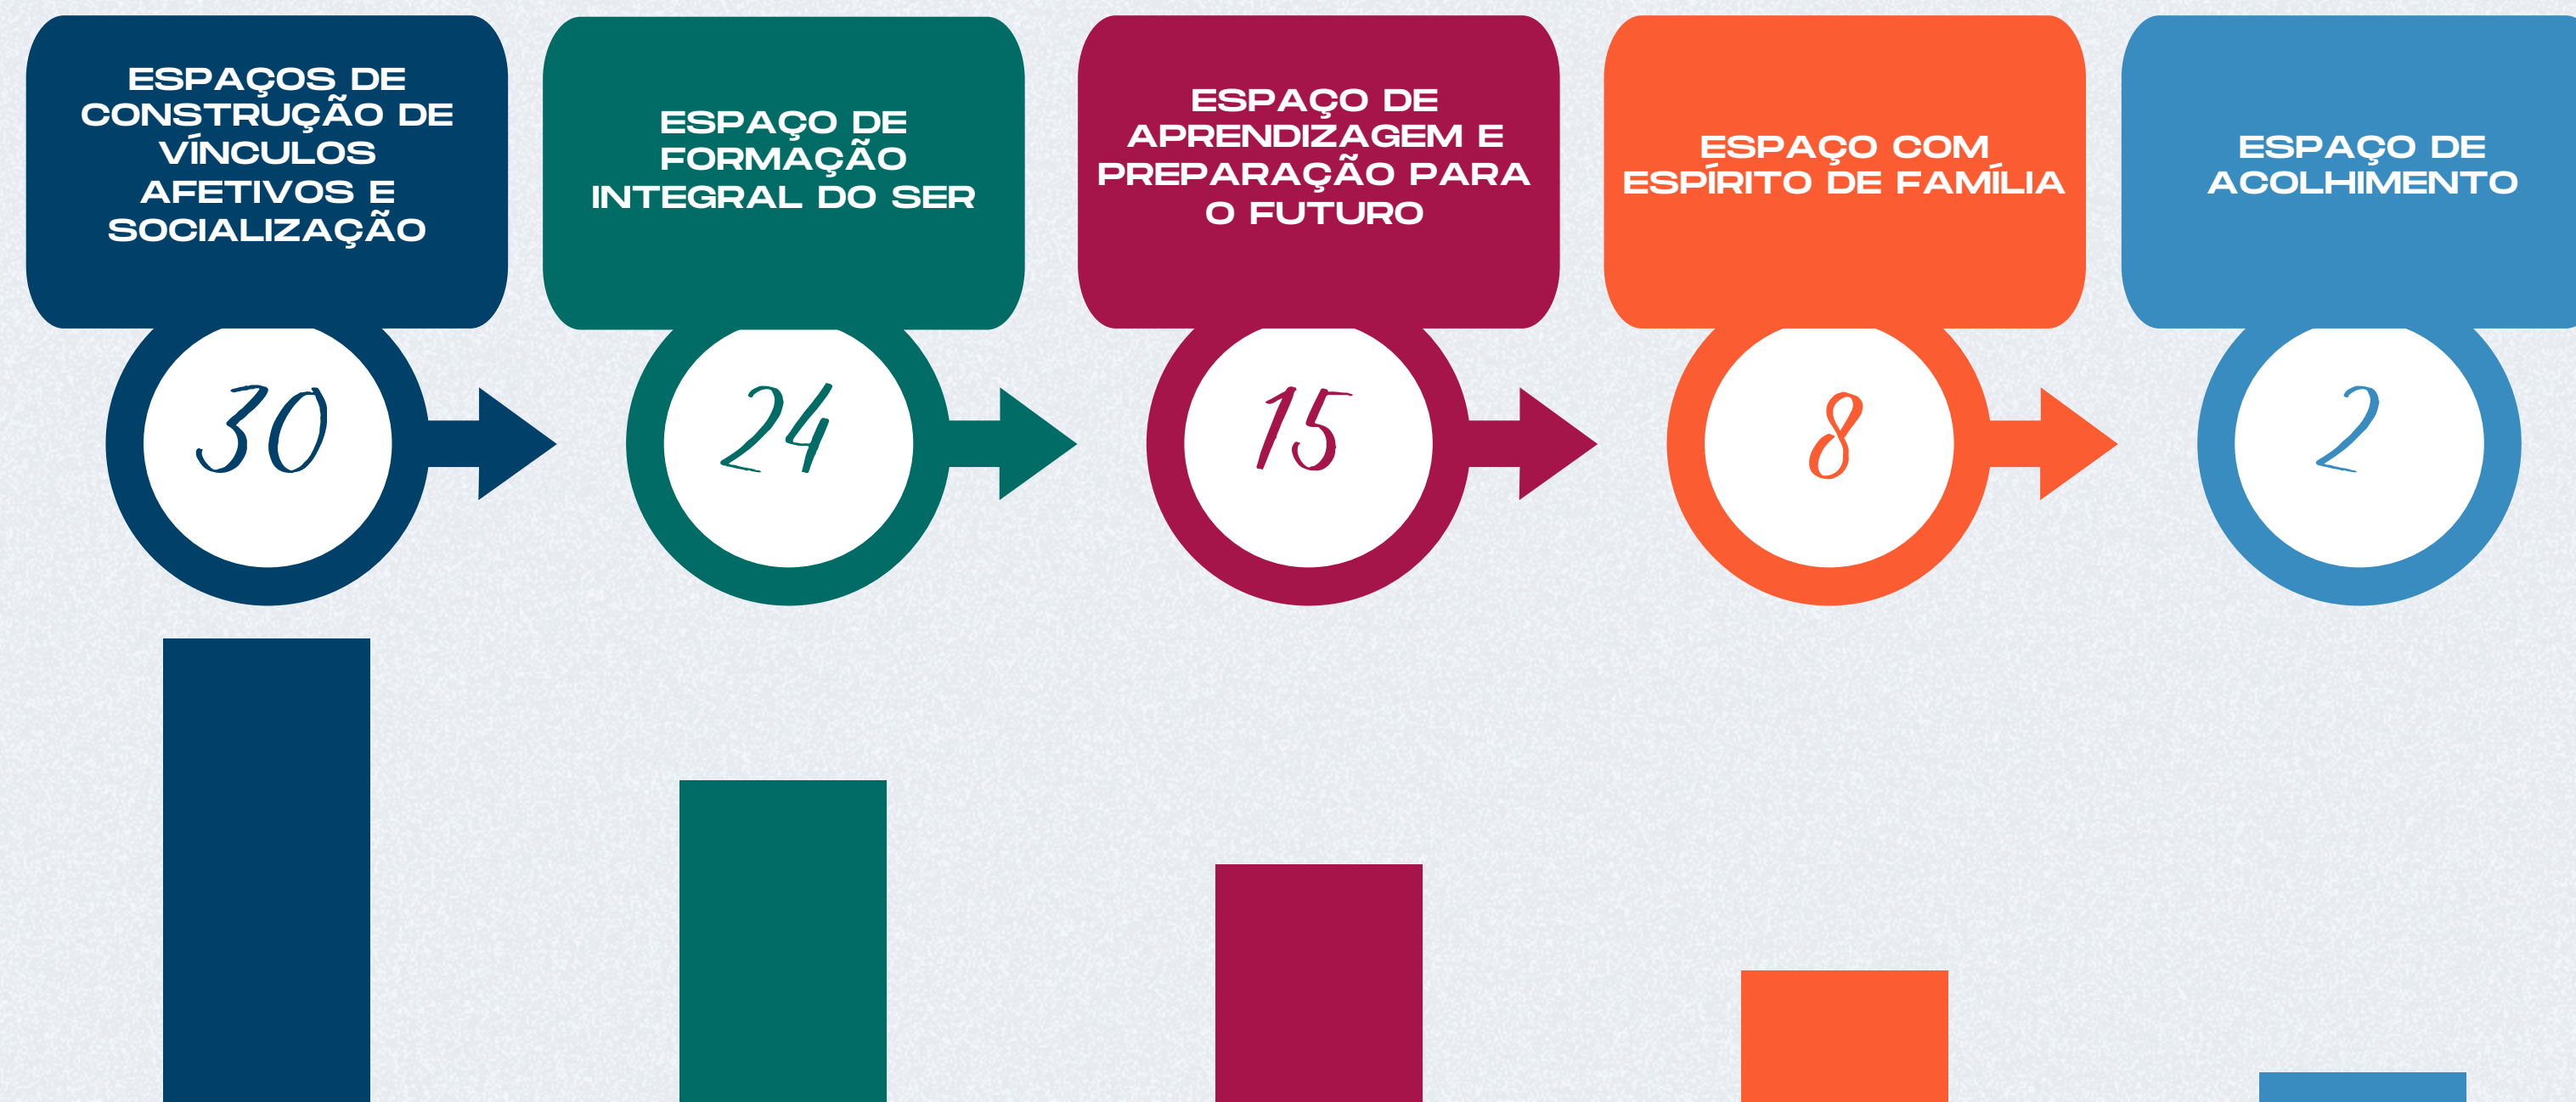 ESPAÇOS DE
CONSTRUÇÃO DE
VÍNCULOS
AFETIVOS E
SOCIALIZAÇÃO
30
ESPAÇO DE
FORMAÇÃO
INTEGRAL DO SER
24
ESPAÇO DE
APRENDIZAGEM E
PREPARAÇÃO PARA
O FUTURO
15
ESPAÇO COM
ESPÍRITO DE FAMÍLIA
8
ESPAÇO DE
ACOLHIMENTO
2